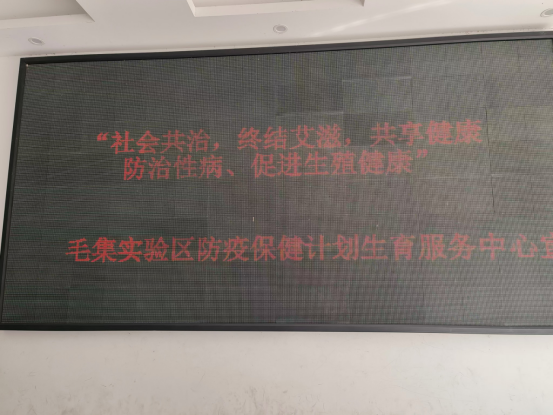 “社会共治，终结艾滋，共享健康
防治性病、促进生殖健康”
毛集实验区防疫保健计划生育服务中心